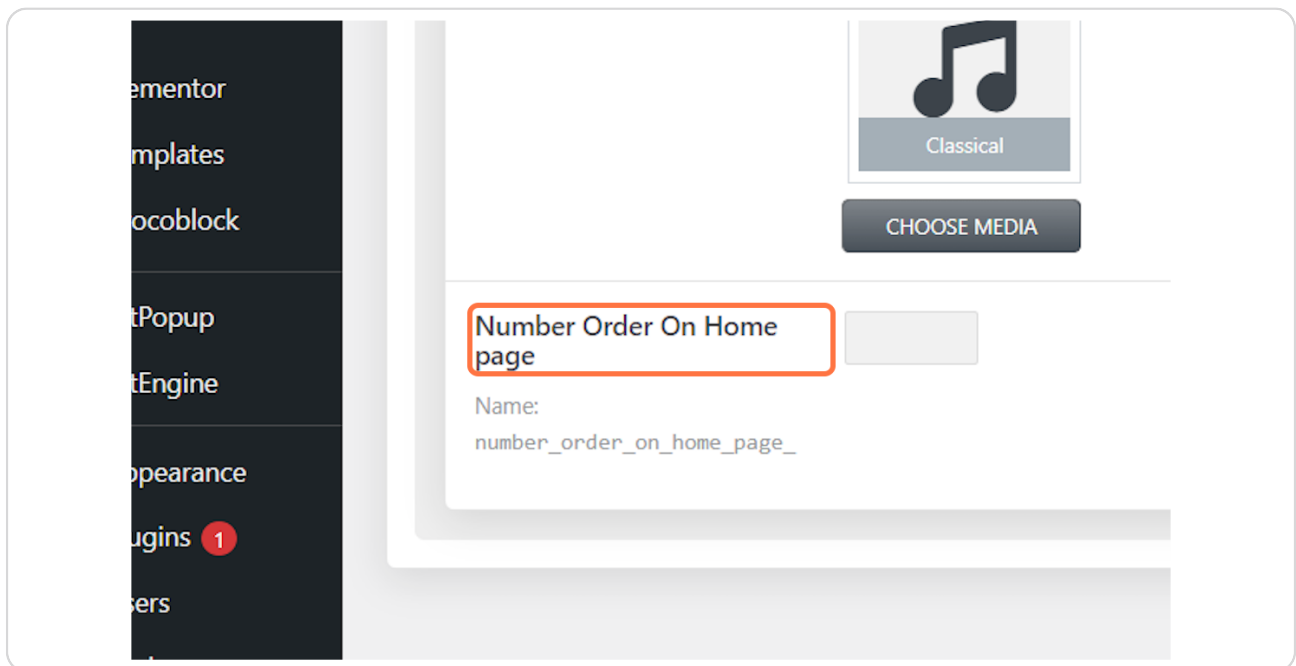 ementor
mplates
ocoblock
tPopup
tEngine
ppearance
ugins 1
sers
Classical
CHOOSE MEDIA
Number Order On Home
page
Name:
number_order_on_home_page_